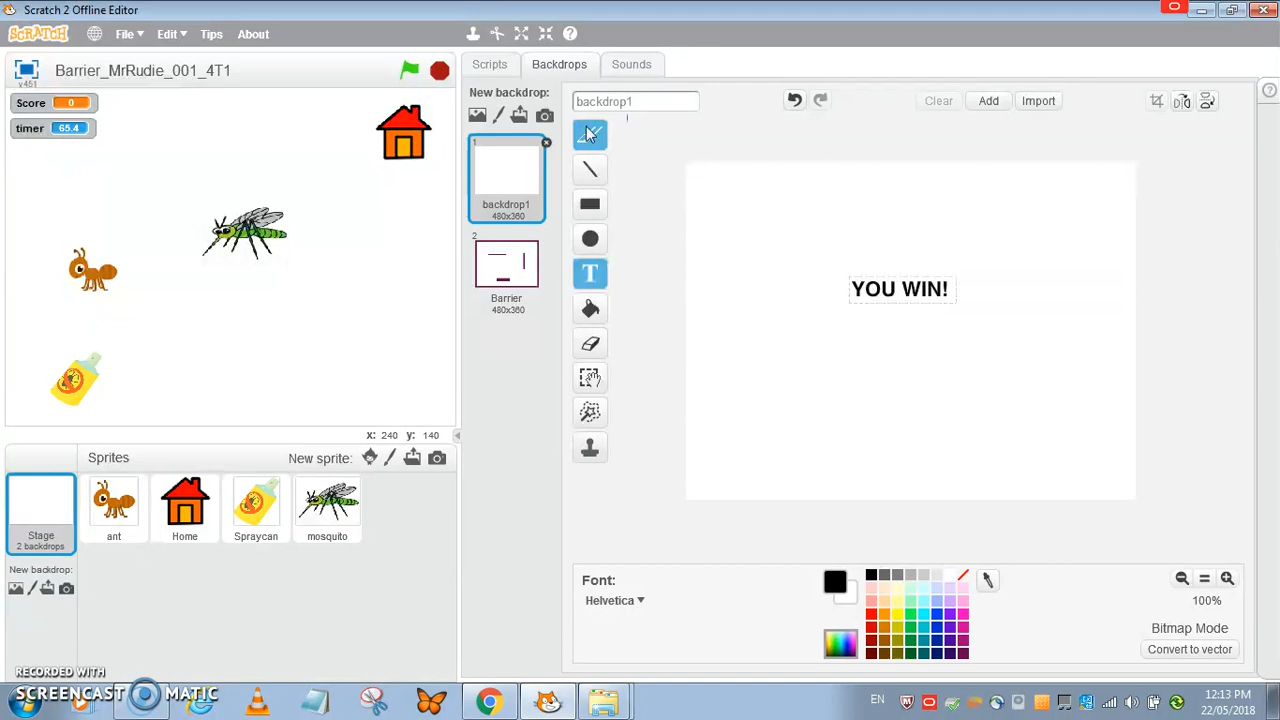 Scratch 2 Offline Editor
SCRATCH File Edit Tips About
v451
Barrier_MrRudie_001_4T1
Scripts Backdrops Sounds
Score 0
timer 65.4
New backdrop:
backdrop1
Clear Add Import
1
backdrop1
480x360
2
Barrier
480x360
T
YOU WIN!
x: 240 y: 140
Sprites New sprite:
Stage
2 backdrops
ant Home Spraycan mosquito
New backdrop:
Font:
Helvetica
100%
Bitmap Mode
Convert to vector
RECORDED WITH
SCREENCAST MATIC
EN
12:13 PM
22/05/2018